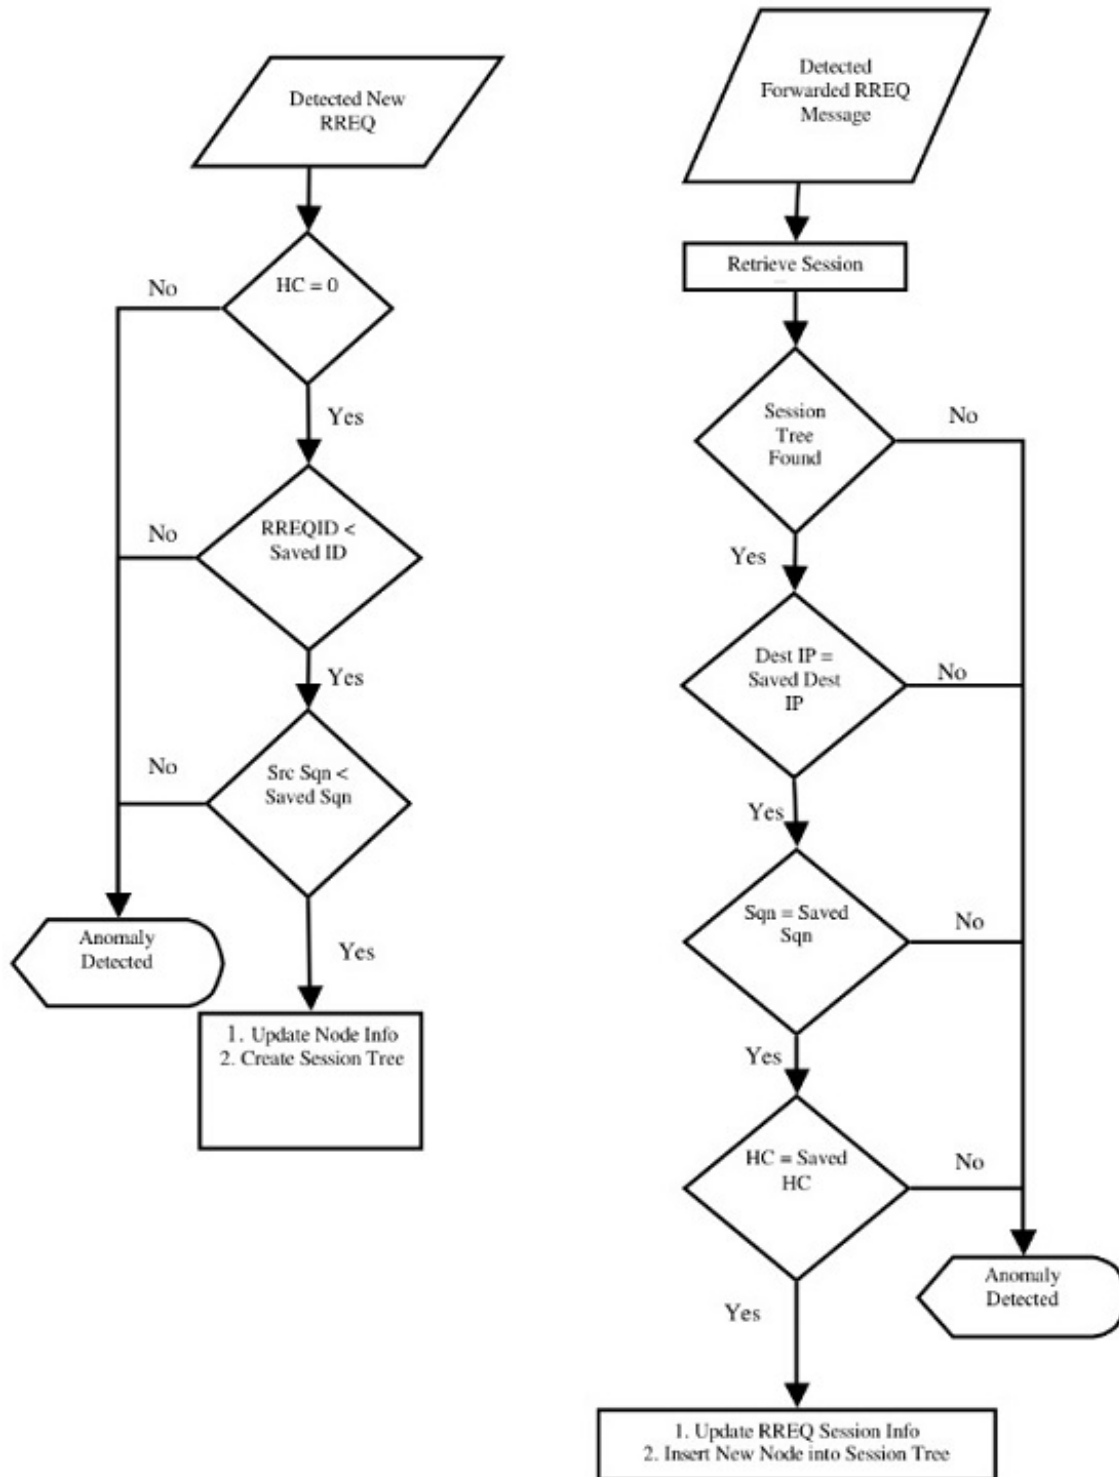 Detected New
RREQ
HC = 0
No
Yes
RREQID <
Saved ID
No
Yes
Src Sqn <
Saved Sqn
No
Yes
Anomaly
Detected
1. Update Node Info
2. Create Session Tree
Detected
Forwarded RREQ
Message
Retrieve Session
Session
Tree
Found
No
Yes
Dest IP =
Saved Dest
IP
No
Yes
Sqn = Saved
Sqn
No
Yes
HC = Saved
HC
No
Yes
Anomaly
Detected
1. Update RREQ Session Info
2. Insert New Node into Session Tree